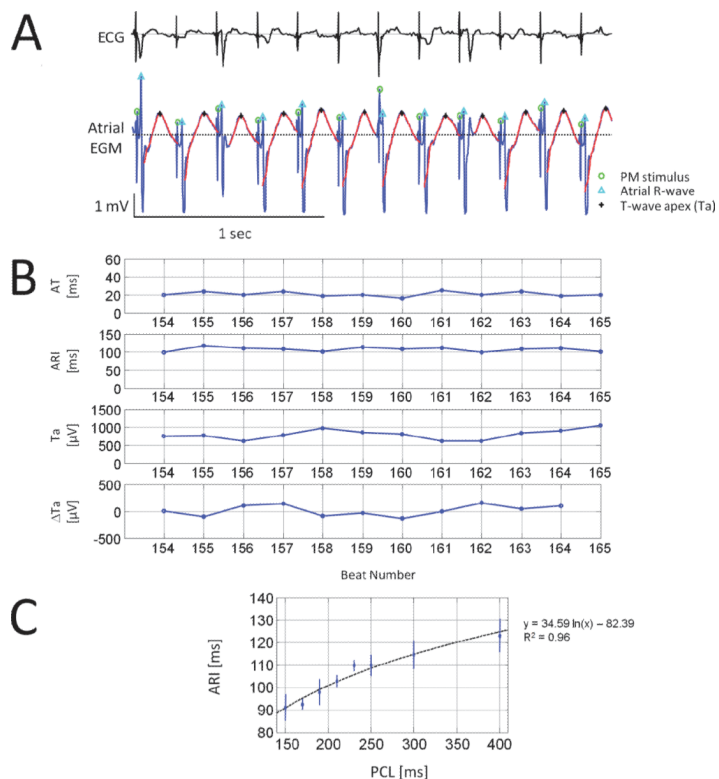 A
ECG
Atrial
EGM
1 mV
1 sec
PM stimulus
Atrial R-wave
T-wave apex (Ta)
B
AT
[ms]
60
40
20
0
154 155 156 157 158 159 160 161 162 163 164 165
ARI
[ms]
150
100
50
0
154 155 156 157 158 159 160 161 162 163 164 165
Ta
[µV]
1500
1000
500
0
154 155 156 157 158 159 160 161 162 163 164 165
ΔTa
[µV]
500
0
-500
154 155 156 157 158 159 160 161 162 163 164 165
Beat Number
C
ARI [ms]
140
130
120
110
100
90
80
y = 34.59 ln(x) – 82.39
R² = 0.96
150 200 250 300 350 400
PCL [ms]